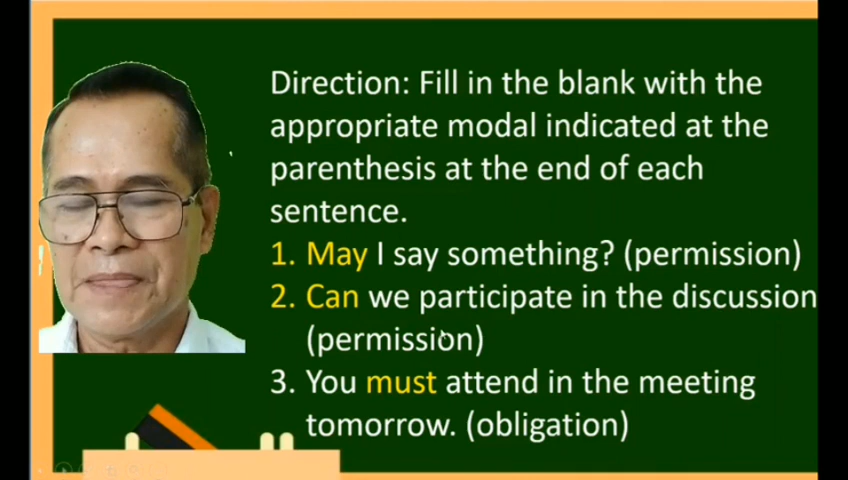 Direction: Fill in the blank with the
appropriate modal indicated at the
parenthesis at the end of each
sentence.
1. May I say something? (permission)
2. Can we participate in the discussion
(permission)
3. You must attend in the meeting
tomorrow. (obligation)